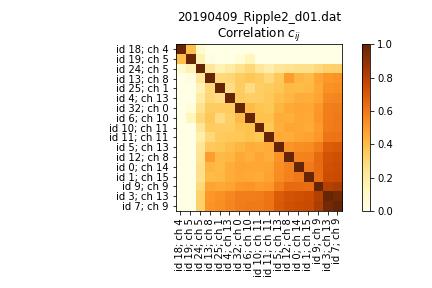 20190409_Ripple2_d01.dat
Correlation c_ij
id 18; ch 4
id 19; ch 5
id 24; ch 5
id 13; ch 8
id 25; ch 1
id 4; ch 13
id 32; ch 0
id 6; ch 10
id 10; ch 11
id 11; ch 11
id 5; ch 13
id 12; ch 8
id 0; ch 14
id 1; ch 15
id 9; ch 9
id 3; ch 13
id 7; ch 9
id 18; ch 4
id 19; ch 5
id 24; ch 5
id 13; ch 8
id 25; ch 1
id 4; ch 13
id 32; ch 0
id 6; ch 10
id 10; ch 11
id 11; ch 11
id 5; ch 13
id 12; ch 8
id 0; ch 14
id 1; ch 15
id 9; ch 9
id 3; ch 13
id 7; ch 9
1.0
0.8
0.6
0.4
0.2
0.0